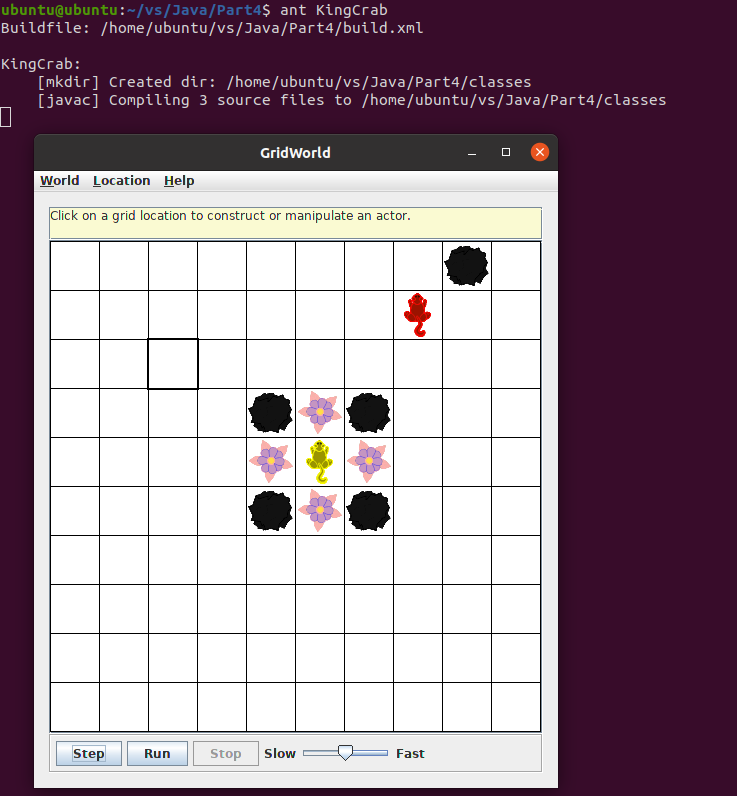 ubuntu@ubuntu:~/vs/Java/Part4$ ant KingCrab
Buildfile: /home/ubuntu/vs/Java/Part4/build.xml
KingCrab:
[mkdir] Created dir: /home/ubuntu/vs/Java/Part4/classes
[javac] Compiling 3 source files to /home/ubuntu/vs/Java/Part4/classes
GridWorld
World Location Help
Click on a grid location to construct or manipulate an actor.
Step Run Stop Slow Fast